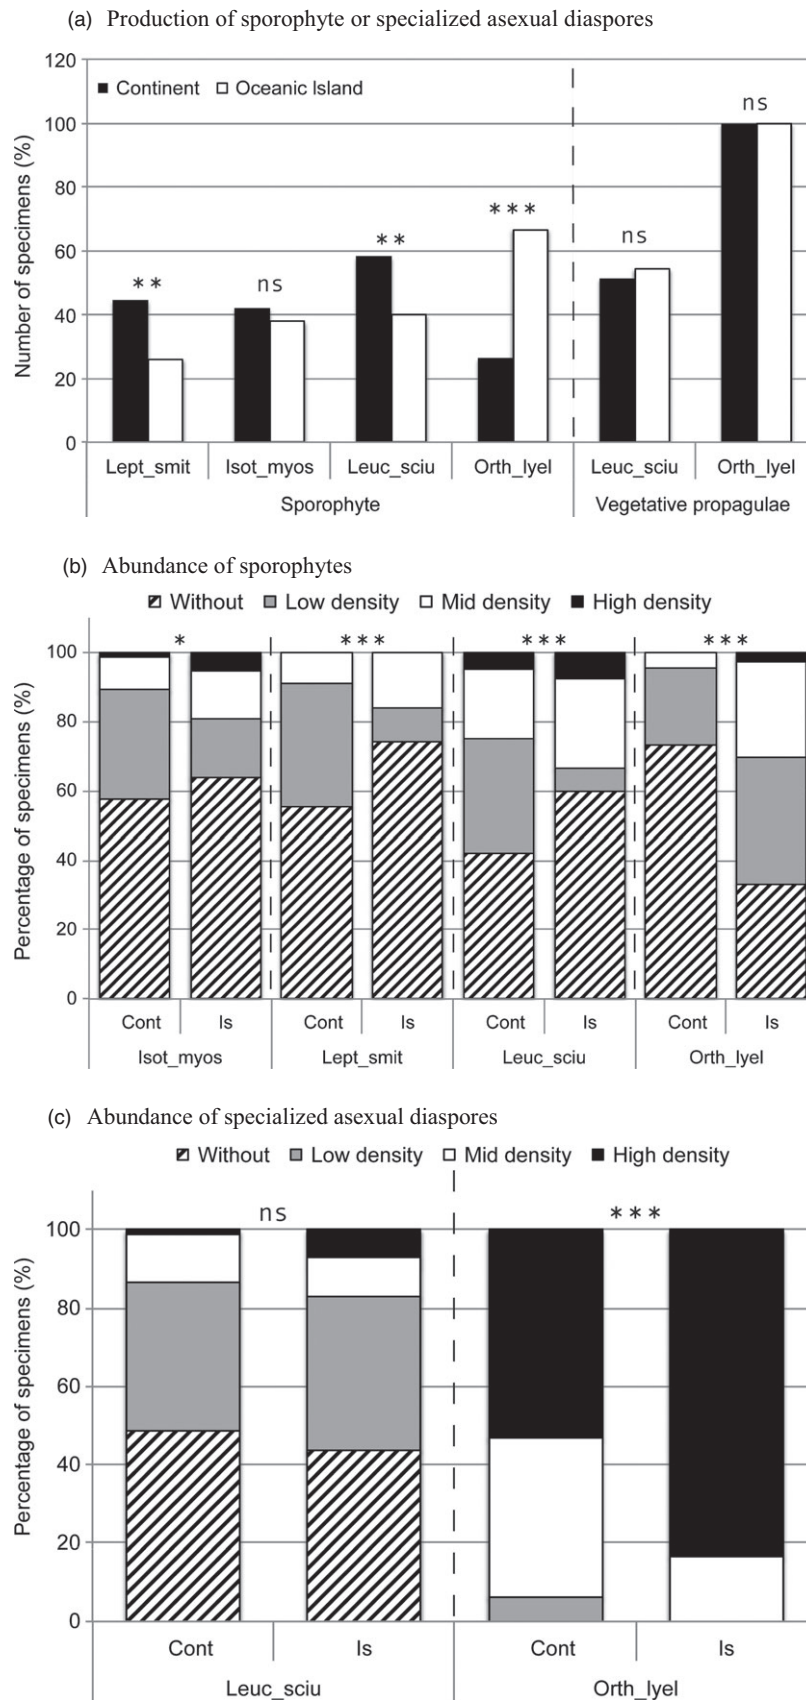 (a) Production of sporophyte or specialized asexual diaspores
120
Continent Oceanic Island
ns
100
80
***
**
ns
60
**
ns
40
20
0
Number of specimens (%)
Lept_smit Isot_myos Leuc_sciu Orth_lyel Leuc_sciu Orth_lyel
Sporophyte Vegetative propagulae
(b) Abundance of sporophytes
Without Low density Mid density High density
* *** *** ***
100
80
60
40
20
0
Percentage of specimens (%)
Cont Is Cont Is Cont Is Cont Is
Isot_myos Lept_smit Leuc_sciu Orth_lyel
(c) Abundance of specialized asexual diaspores
Without Low density Mid density High density
ns ***
100
80
60
40
20
0
Percentage of specimens (%)
Cont Is Cont Is
Leuc_sciu Orth_lyel